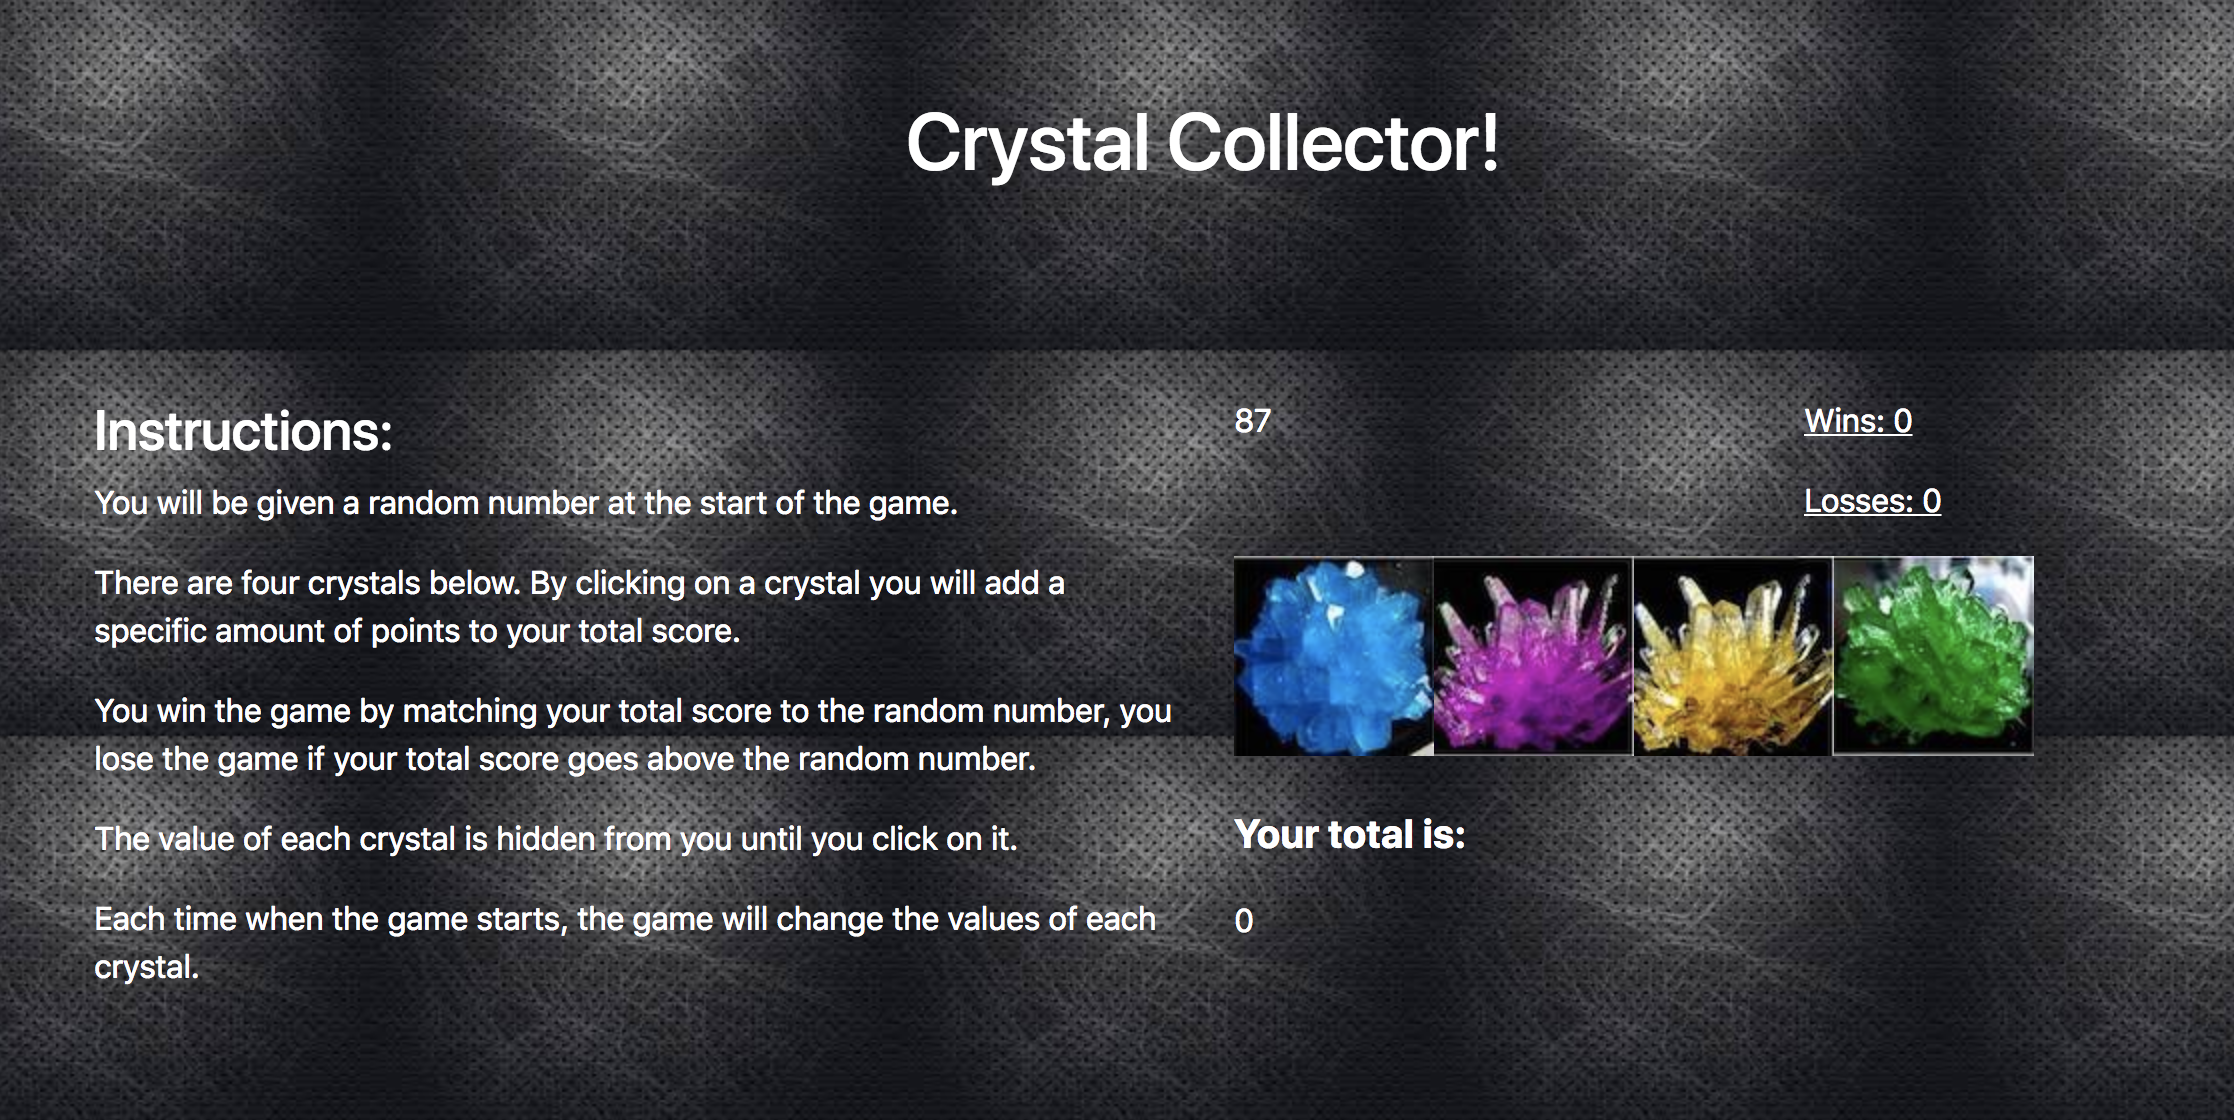 Crystal Collector!
Instructions:
You will be given a random number at the start of the game.
There are four crystals below. By clicking on a crystal you will add a
specific amount of points to your total score.
You win the game by matching your total score to the random number, you
lose the game if your total score goes above the random number.
The value of each crystal is hidden from you until you click on it.
Each time when the game starts, the game will change the values of each
crystal.
87
Wins: 0
Losses: 0
Your total is:
0